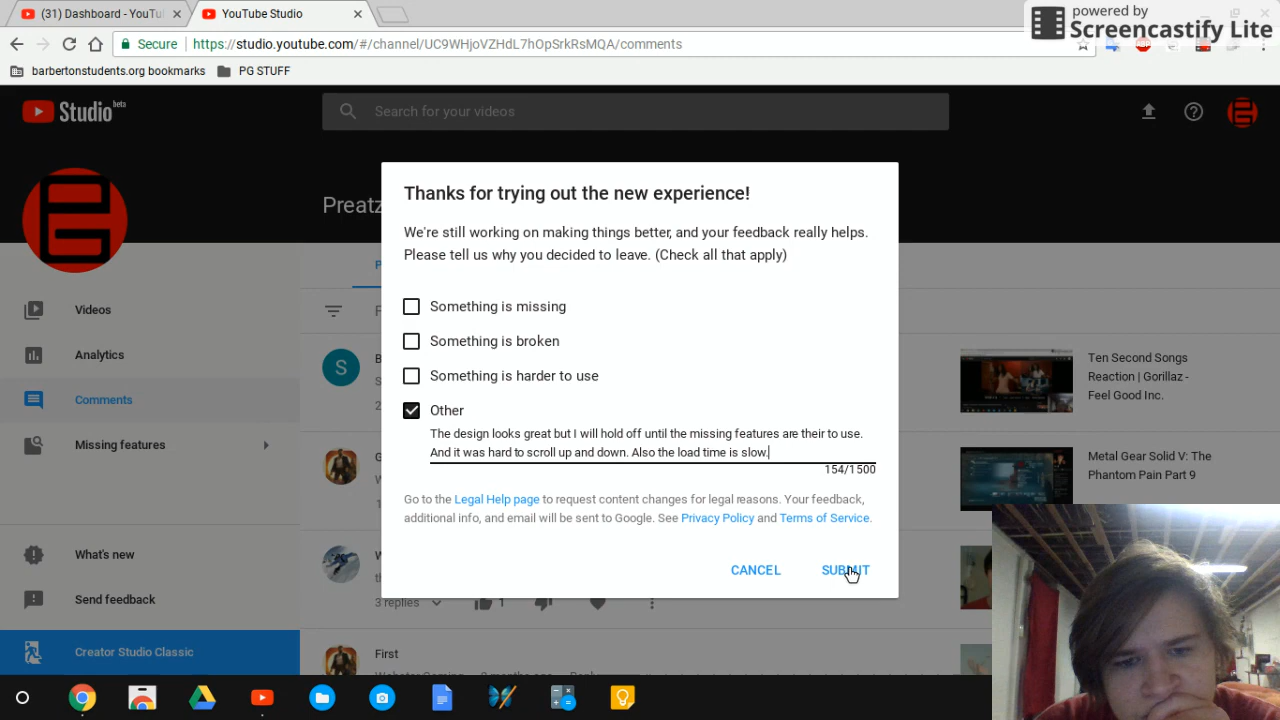 (31) Dashboard - YouTu
YouTube Studio
powered by
Screencastify Lite
Secure
https://studio.youtube.com/#/channel/UC9WHjoVZHdL7hOpSrkRsMQA/comments
barbertonstudents.org bookmarks
PG STUFF
Studio beta
Search for your videos
Preatz
Thanks for trying out the new experience!
We're still working on making things better, and your feedback really helps.
Please tell us why you decided to leave. (Check all that apply)
Something is missing
Something is broken
Something is harder to use
Other
The design looks great but I will hold off until the missing features are their to use.
And it was hard to scroll up and down. Also the load time is slow.
154/1500
Go to the Legal Help page to request content changes for legal reasons. Your feedback,
additional info, and email will be sent to Google. See Privacy Policy and Terms of Service.
CANCEL
SUBMIT
Videos
Analytics
Comments
Missing features
What's new
Send feedback
Creator Studio Classic
S
Ten Second Songs
Reaction | Gorillaz -
Feel Good Inc.
Metal Gear Solid V: The
Phantom Pain Part 9
3 replies
1
First